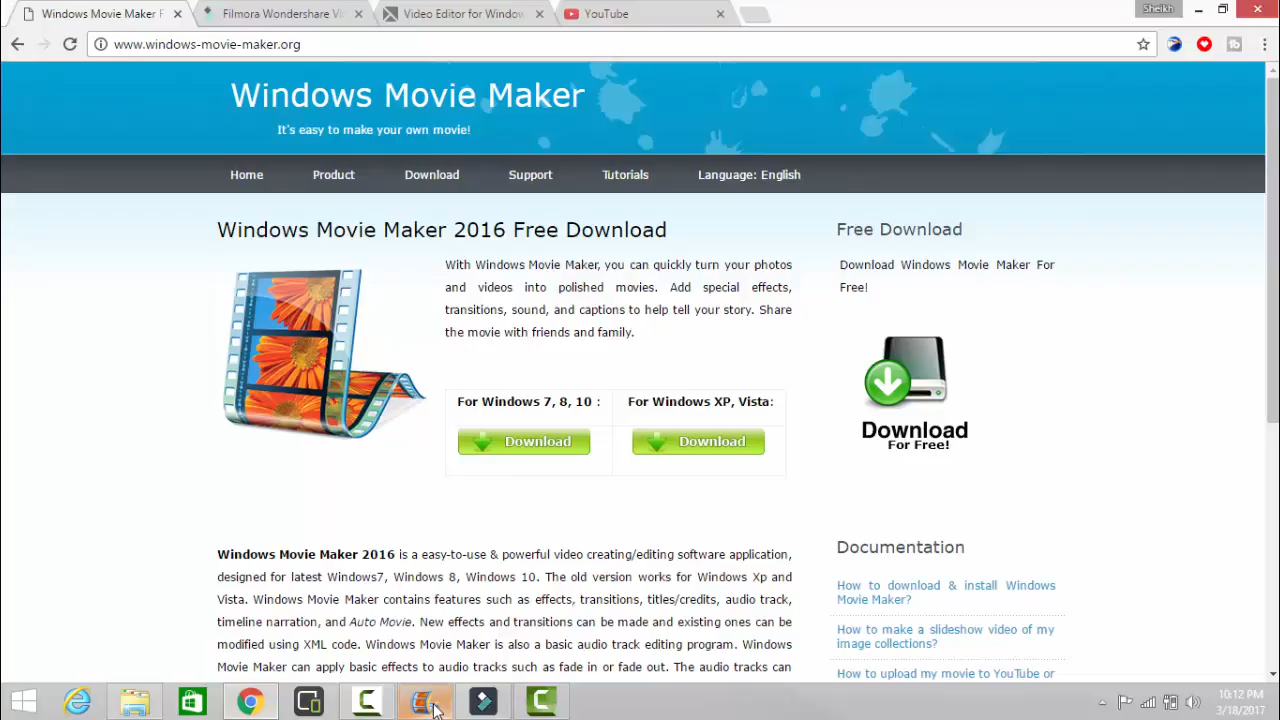 Windows Movie Maker F
Filmora Wondershare Vi
Video Editor for Window
YouTube
Sheikh
www.windows-movie-maker.org
Windows Movie Maker
It's easy to make your own movie!
Home
Product
Download
Support
Tutorials
Language: English
Windows Movie Maker 2016 Free Download
With Windows Movie Maker, you can quickly turn your photos
and videos into polished movies. Add special effects,
transitions, sound, and captions to help tell your story. Share
the movie with friends and family.
For Windows 7, 8, 10 :
For Windows XP, Vista:
Download
Download
Windows Movie Maker 2016 is a easy-to-use & powerful video creating/editing software application,
designed for latest Windows7, Windows 8, Windows 10. The old version works for Windows Xp and
Vista. Windows Movie Maker contains features such as effects, transitions, titles/credits, audio track,
timeline narration, and Auto Movie. New effects and transitions can be made and existing ones can be
modified using XML code. Windows Movie Maker is also a basic audio track editing program. Windows
Movie Maker can apply basic effects to audio tracks such as fade in or fade out. The audio tracks can
Free Download
Download Windows Movie Maker For
Free!
Download
For Free!
Documentation
How to download & install Windows
Movie Maker?
How to make a slideshow video of my
image collections?
How to upload my movie to YouTube or
10:12 PM
3/18/2017